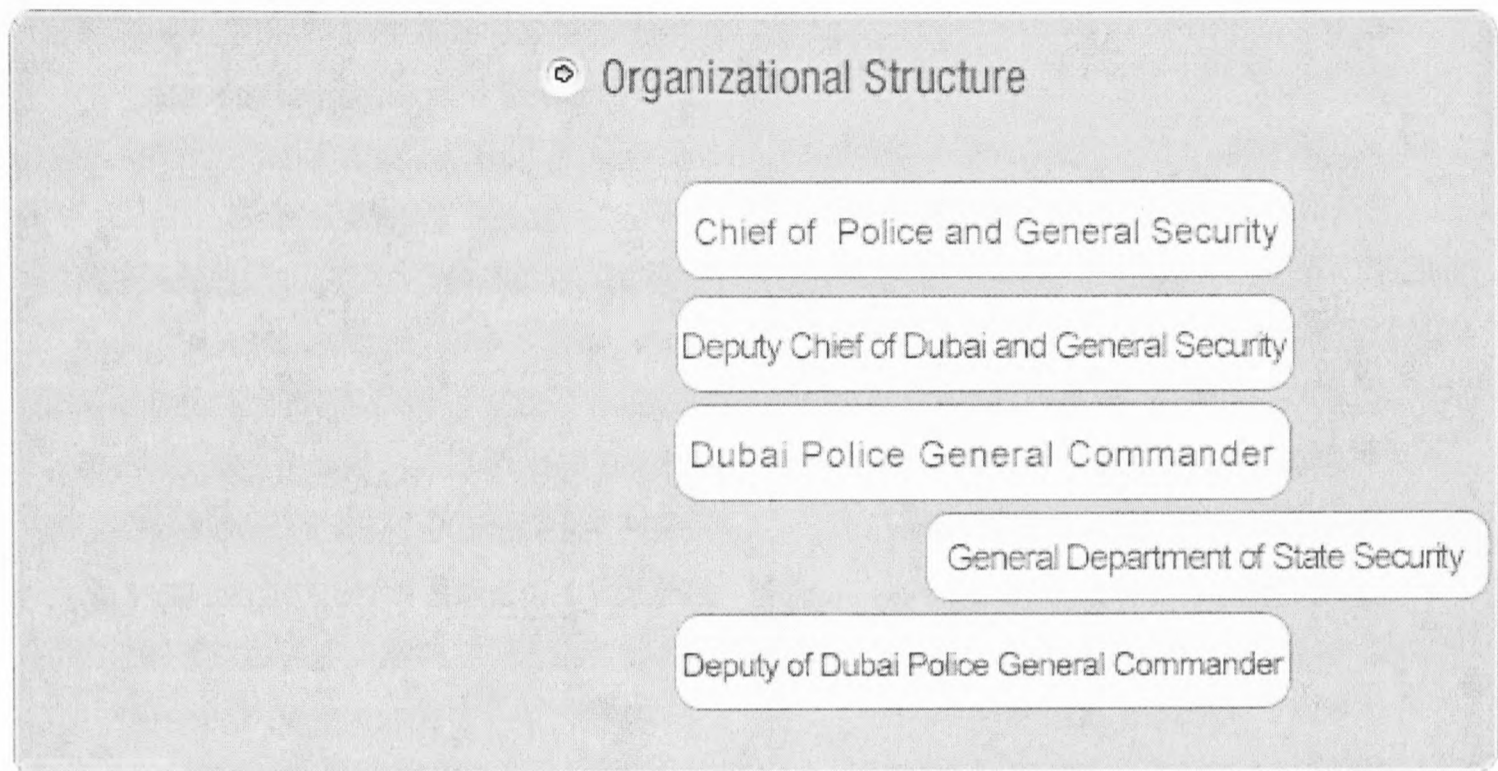 Organizational Structure
Chief of Police and General Security
Deputy Chief of Dubai and General Security
Dubai Police General Commander
General Department of State Security
Deputy of Dubai Police General Commander